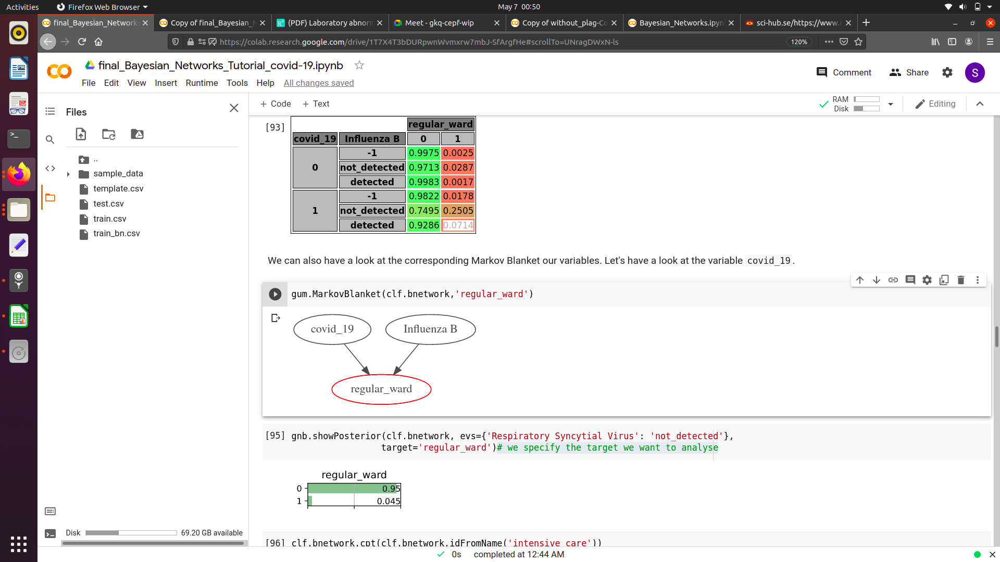 Activities
Firefox Web Browser
May 7 00:50
final_Bayesian_Network
Copy of final_Bayesian_N
(PDF) Laboratory abnorm
Meet - gkq-cepf-wip
Copy of without_plag-Co
Bayesian_Networks.ipyn
sci-hub.se/https://www.r
https://colab.research.google.com/drive/1T7X4T3bDURpwnWvmxrw7mbJ-SfArgfHe#scrollTo=UNragDWxN-ls
120%
final_Bayesian_Networks_Tutorial_covid-19.ipynb
File Edit View Insert Runtime Tools Help All changes saved
Comment
Share
S
Files
+ Code + Text
RAM
Disk
Editing
..
sample_data
template.csv
test.csv
train.csv
train_bn.csv
Disk 69.20 GB available
[93]
regular_ward
covid_19 Influenza B 0 1
0 -1 0.9975 0.0025
not_detected 0.9713 0.0287
detected 0.9983 0.0017
1 -1 0.9822 0.0178
not_detected 0.7495 0.2505
detected 0.9286 0.0714
We can also have a look at the corresponding Markov Blanket our variables. Let's have a look at the variable covid_19.
gum.MarkovBlanket(clf.bnetwork,'regular_ward')
covid_19 Influenza B
regular_ward
[95] gnb.showPosterior(clf.bnetwork, evs={'Respiratory Syncytial Virus': 'not_detected'},
target='regular_ward')# we specify the target we want to analyse
regular_ward
0 0.95
1 0.045
[96] clf.bnetwork.cpt(clf.bnetwork.idFromName('intensive_care'))
0s completed at 12:44 AM